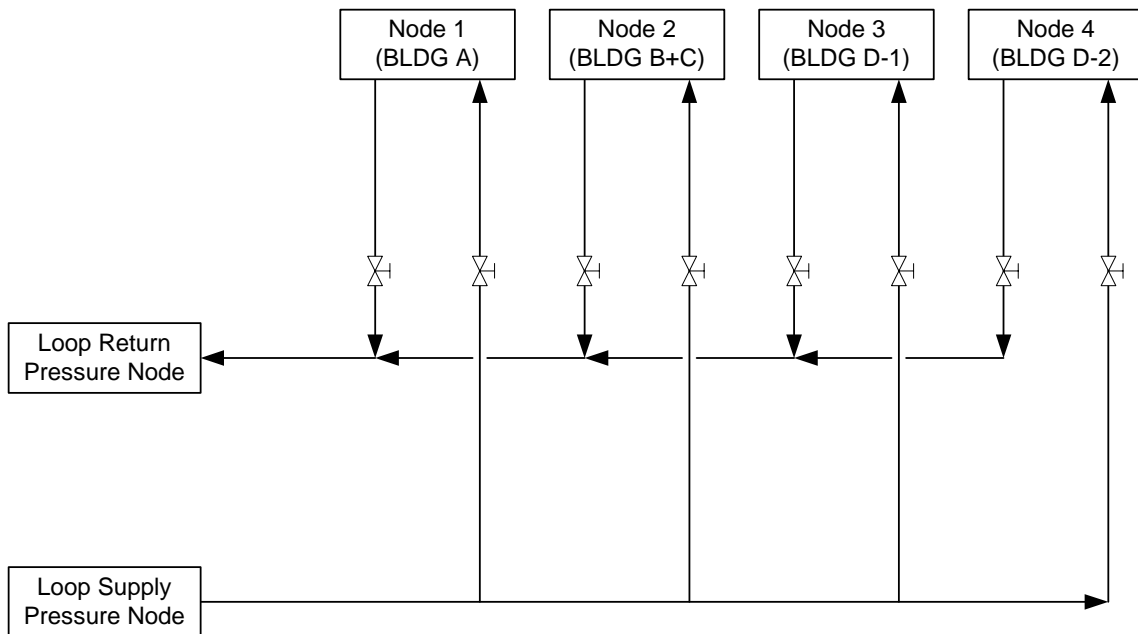 Node 1
(BLDG A)
Node 2
(BLDG B+C)
Node 3
(BLDG D-1)
Node 4
(BLDG D-2)
Loop Return
Pressure Node
Loop Supply
Pressure Node